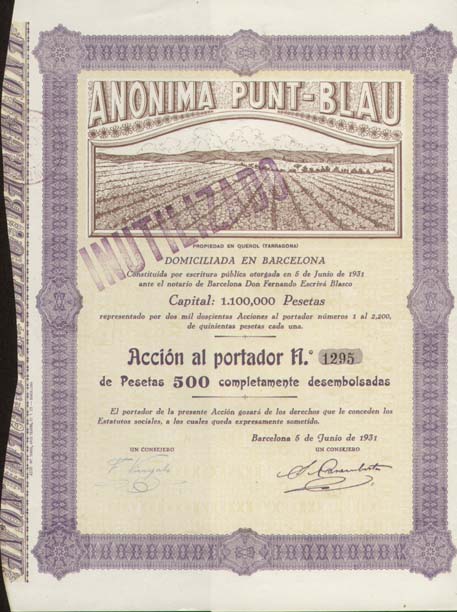 ANONIMA PUNT-BLAU
INUTILIZADO
PROPIEDAD EN QUEROL (TARRAGONA)
DOMICILIADA EN BARCELONA
Constituida por escritura pública otorgada en 5 de Junio de 1931
ante el notario de Barcelona Don Fernando Escrivá Blasco
Capital: 1.100,000 Pesetas
representado por dos mil doscientas Acciones al portador números 1 al 2,200,
de quinientas pesetas cada una.
Acción al portador N.° 1295
de Pesetas 500 completamente desembolsadas
El portador de la presente Acción gozará de los derechos que le conceden los
Estatutos sociales, a los cuales queda expresamente sometido.
Barcelona 5 de Junio de 1931
UN CONSEJERO UN CONSEJERO